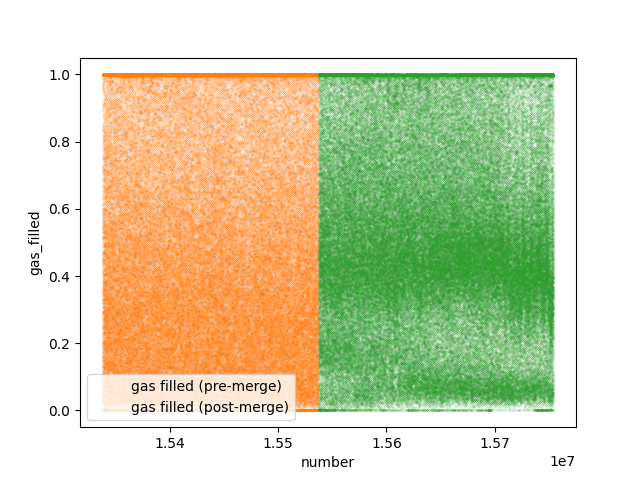 1.0
0.8
0.6
0.4
0.2
0.0
gas_filled
gas filled (pre-merge)
gas filled (post-merge)
1.54
1.55
1.56
1.57
1e7
number